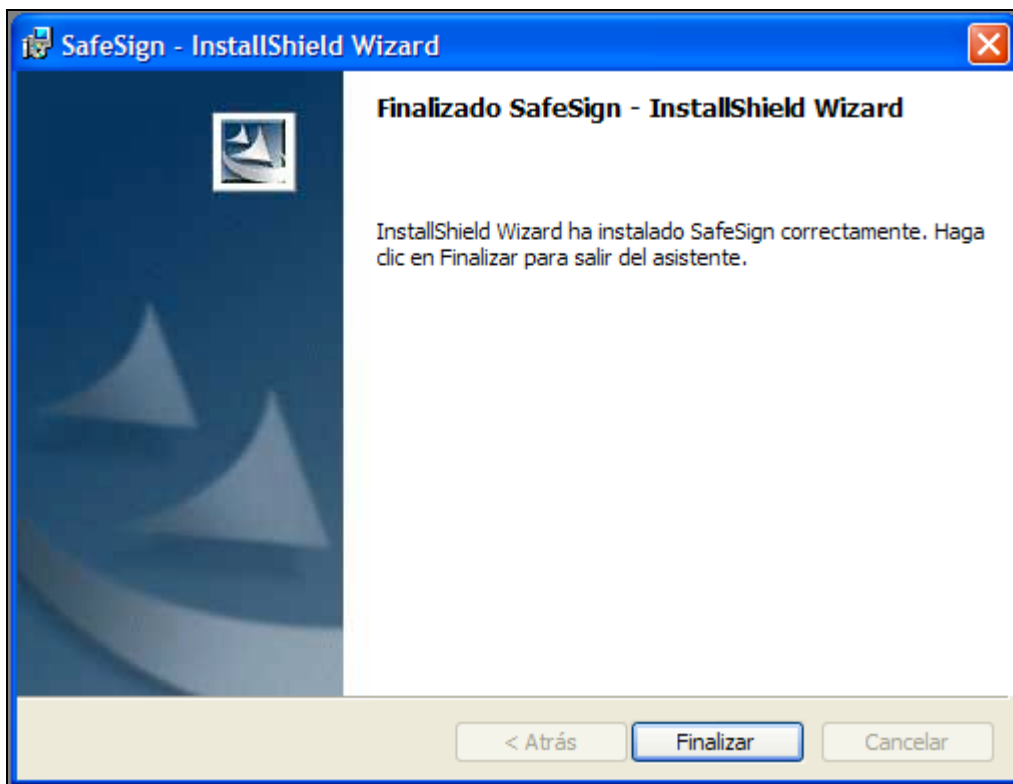 SafeSign - InstallShield Wizard
Finalizado SafeSign - InstallShield Wizard
InstallShield Wizard ha instalado SafeSign correctamente. Haga
clic en Finalizar para salir del asistente.
< Atrás
Finalizar
Cancelar